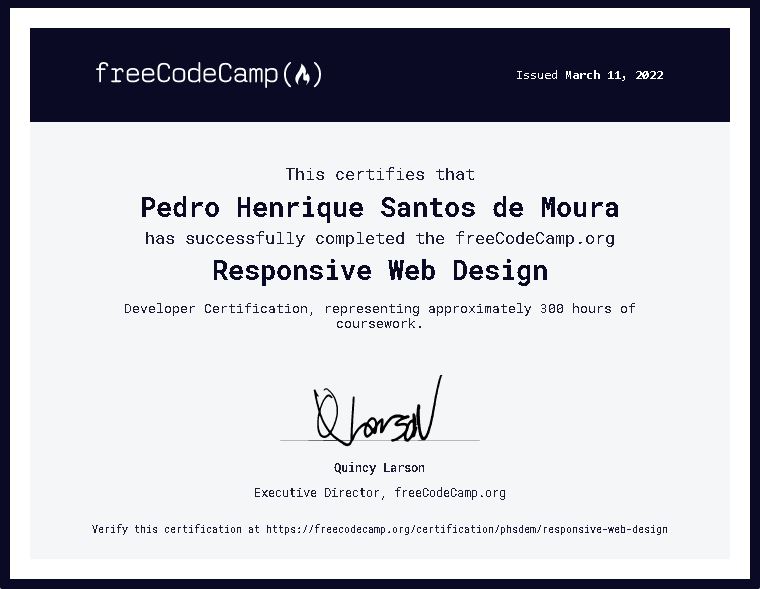 freeCodeCamp
Issued March 11, 2022
This certifies that
Pedro Henrique Santos de Moura
has successfully completed the freeCodeCamp.org
Responsive Web Design
Developer Certification, representing approximately 300 hours of
coursework.
Q Larson
Quincy Larson
Executive Director, freeCodeCamp.org
Verify this certification at https://freecodecamp.org/certification/phsdem/responsive-web-design